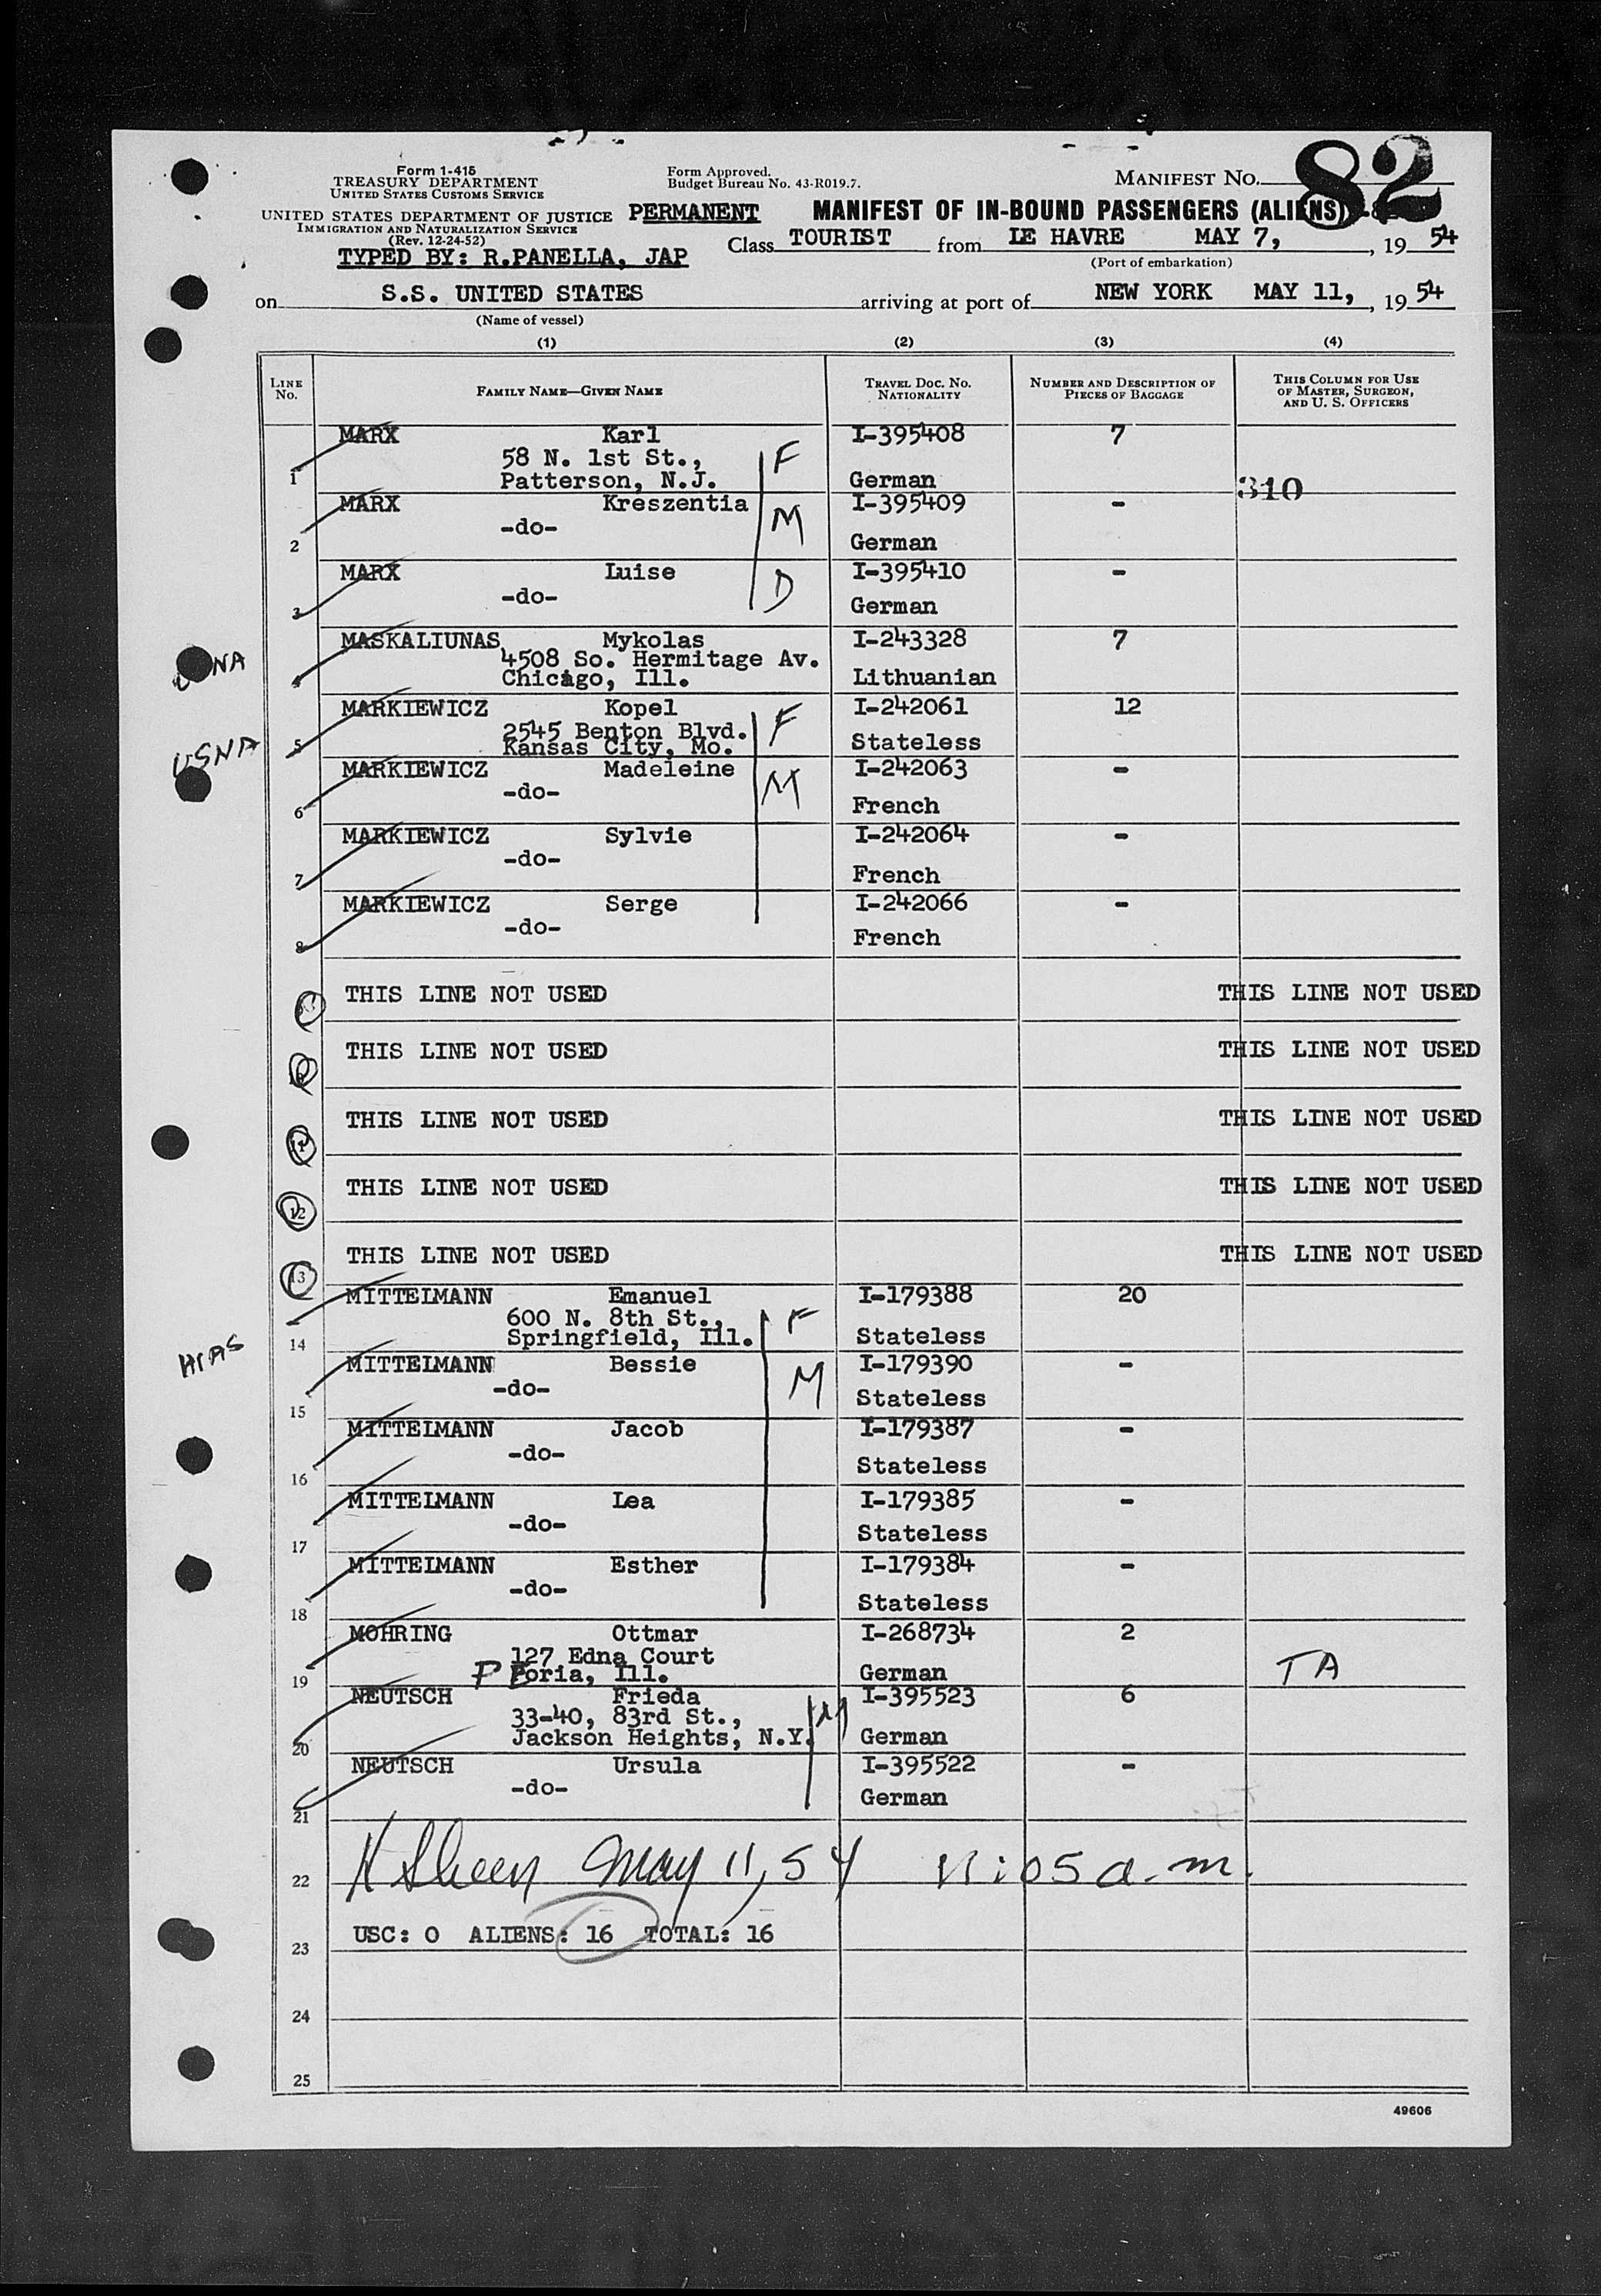 Form 1-415
TREASURY DEPARTMENT
UNITED STATES CUSTOMS SERVICE
UNITED STATES DEPARTMENT OF JUSTICE
IMMIGRATION AND NATURALIZATION SERVICE
(Rev. 12-24-52)
TYPED BY: R.PANELLA, JAP
Form Approved.
Budget Bureau No. 43-R019.7.
MANIFEST NO. 82
PERMANENT MANIFEST OF IN-BOUND PASSENGERS (ALIENS)
Class TOURIST from LE HAVRE MAY 7, , 19 54
(Port of embarkation)
on S.S. UNITED STATES arriving at port of NEW YORK MAY 11, , 19 54
(Name of vessel)
(1) (2) (3) (4)
LINE NO. FAMILY NAME—GIVEN NAME TRAVEL DOC. NO. NATIONALITY NUMBER AND DESCRIPTION OF PIECES OF BAGGAGE THIS COLUMN FOR USE OF MASTER, SURGEON, AND U. S. OFFICERS
MARX Karl I-395408 7
58 N. 1st St., F
1 Patterson, N.J. German 310
MARX Kreszentia I-395409 -
-do- M
2 German
MARX Luise I-395410 -
-do- D
3 German
MASKALIUNAS Mykolas I-243328 7
NA 4508 So. Hermitage Av.
4 Chicago, Ill. Lithuanian
MARKIEWICZ Kopel I-242061 12
2545 Benton Blvd. F
USNA 5 Kansas City, Mo. Stateless
MARKIEWICZ Madeleine I-242063 -
-do- M
6 French
MARKIEWICZ Sylvie I-242064 -
-do-
7 French
MARKIEWICZ Serge I-242066 -
-do-
8 French
THIS LINE NOT USED THIS LINE NOT USED
THIS LINE NOT USED THIS LINE NOT USED
10
THIS LINE NOT USED THIS LINE NOT USED
11
THIS LINE NOT USED THIS LINE NOT USED
12
THIS LINE NOT USED THIS LINE NOT USED
13
MITTELMANN Emanuel I-179388 20
600 N. 8th St., F
14 Springfield, Ill. Stateless
HIAS
MITTELMANN Bessie I-179390 -
-do- M
15 Stateless
MITTELMANN Jacob I-179387 -
-do-
16 Stateless
MITTELMANN Lea I-179385 -
-do-
17 Stateless
MITTELMANN Esther I-179384 -
-do-
18 Stateless
MOHRING Ottmar I-268734 2
127 Edna Court TA
19 PEoria, Ill. German
NEUTSCH Frieda I-395523 6
33-40, 83rd St., M
20 Jackson Heights, N.Y. German
NEUTSCH Ursula I-395522 -
-do-
21 German
22 May 11, 54 11:05 a.m.
USC: 0 ALIENS: 16 TOTAL: 16
23
24
25
49606